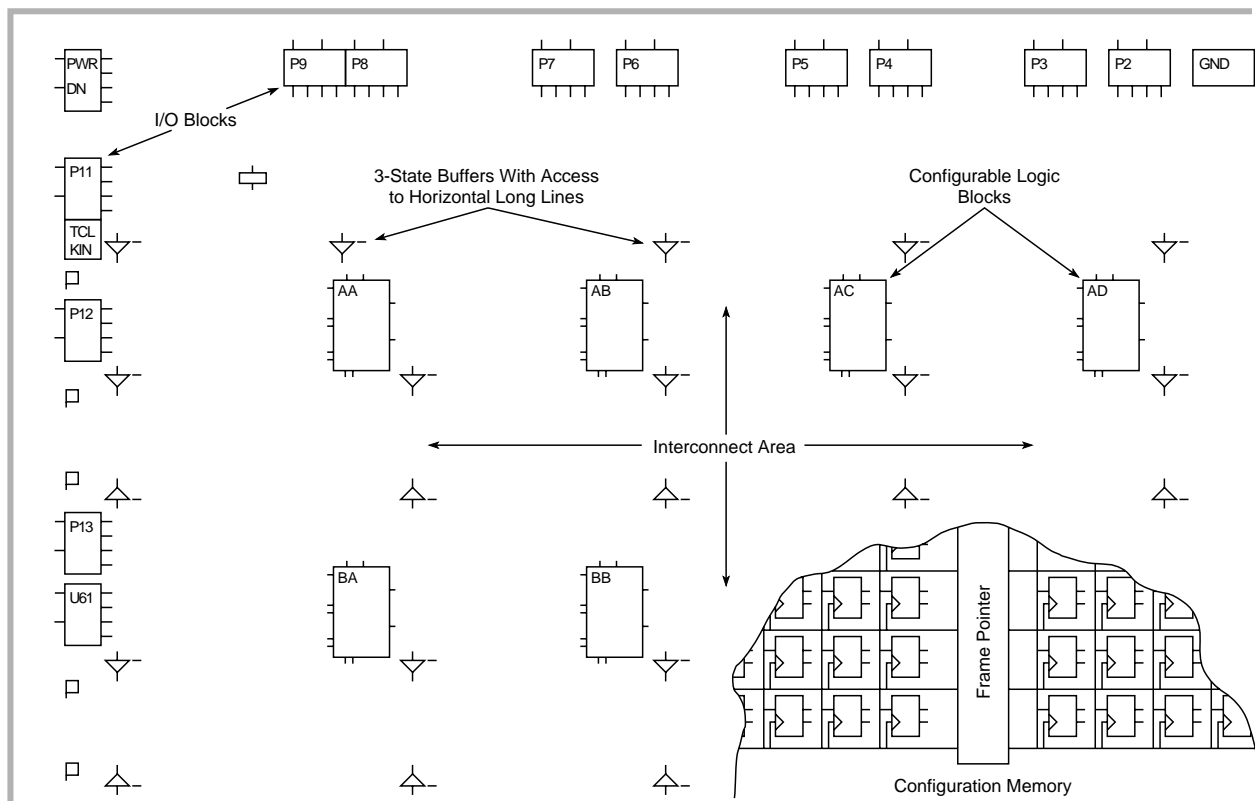 PWR
DN
P9
P8
P7
P6
P5
P4
P3
P2
GND
I/O Blocks
P11
TCL
KIN
3-State Buffers With Access
to Horizontal Long Lines
Configurable Logic
Blocks
AA
AB
AC
AD
P12
Interconnect Area
P13
U61
BA
BB
Frame Pointer
Configuration Memory